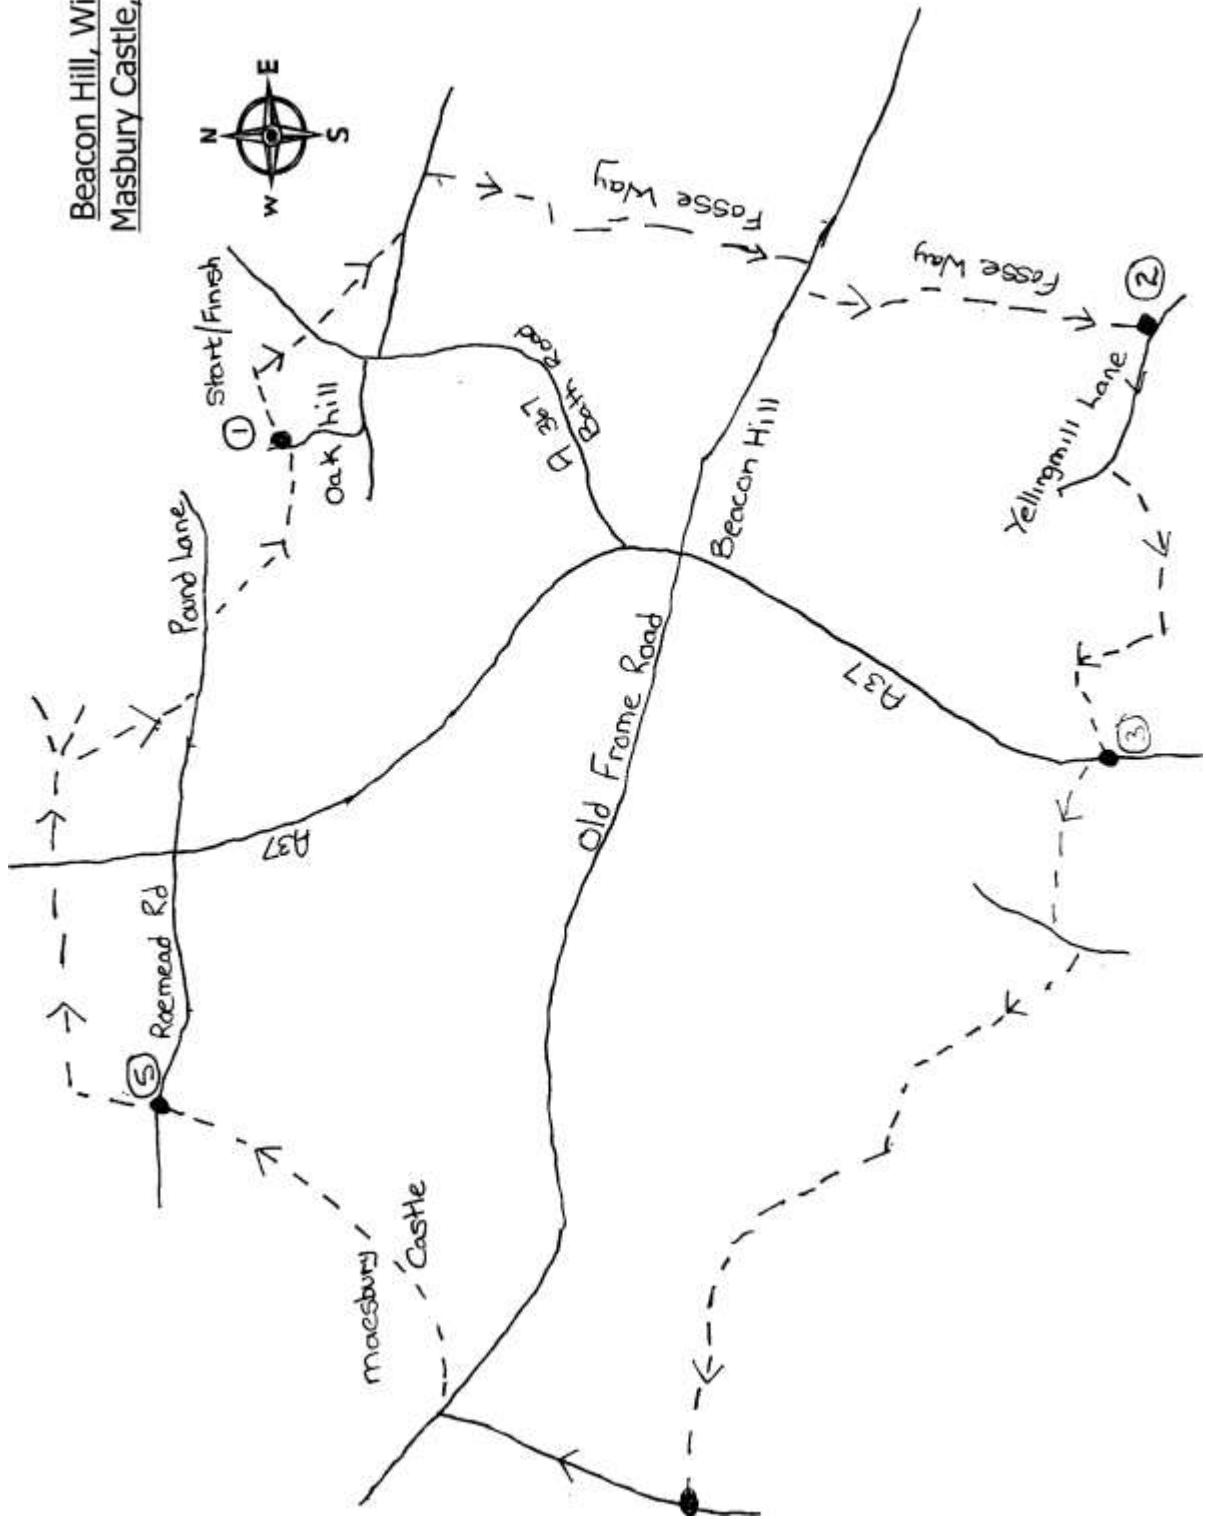 Beacon Hill, Wi
Masbury Castle,
N
E
S
W
Start/Finish
1
Oak hill
Pound Lane
A 367
Bath Road
Fosse Way
Fosse Way
2
Yellingmill Lane
Beacon Hill
Old Frome Road
A37
3
A37
Roemead Rd
5
maesbury
Castle